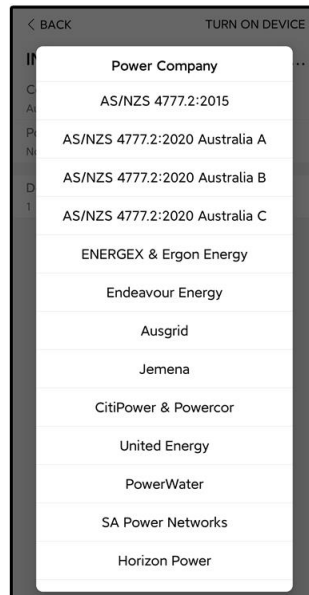 < BACK TURN ON DEVICE
Power Company
AS/NZS 4777.2:2015
AS/NZS 4777.2:2020 Australia A
AS/NZS 4777.2:2020 Australia B
AS/NZS 4777.2:2020 Australia C
ENERGEX & Ergon Energy
Endeavour Energy
Ausgrid
Jemena
CitiPower & Powercor
United Energy
PowerWater
SA Power Networks
Horizon Power
1